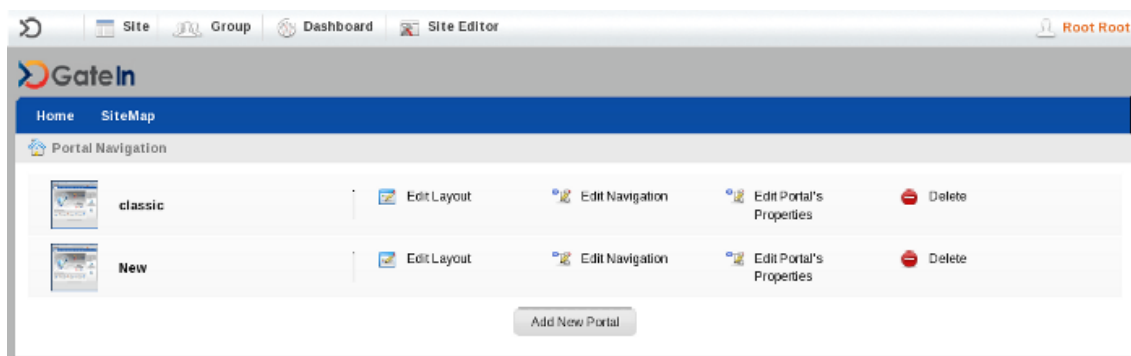 Site Group Dashboard Site Editor Root Root
GateIn
Home SiteMap
Portal Navigation
classic Edit Layout Edit Navigation Edit Portal's Properties Delete
New Edit Layout Edit Navigation Edit Portal's Properties Delete
Add New Portal